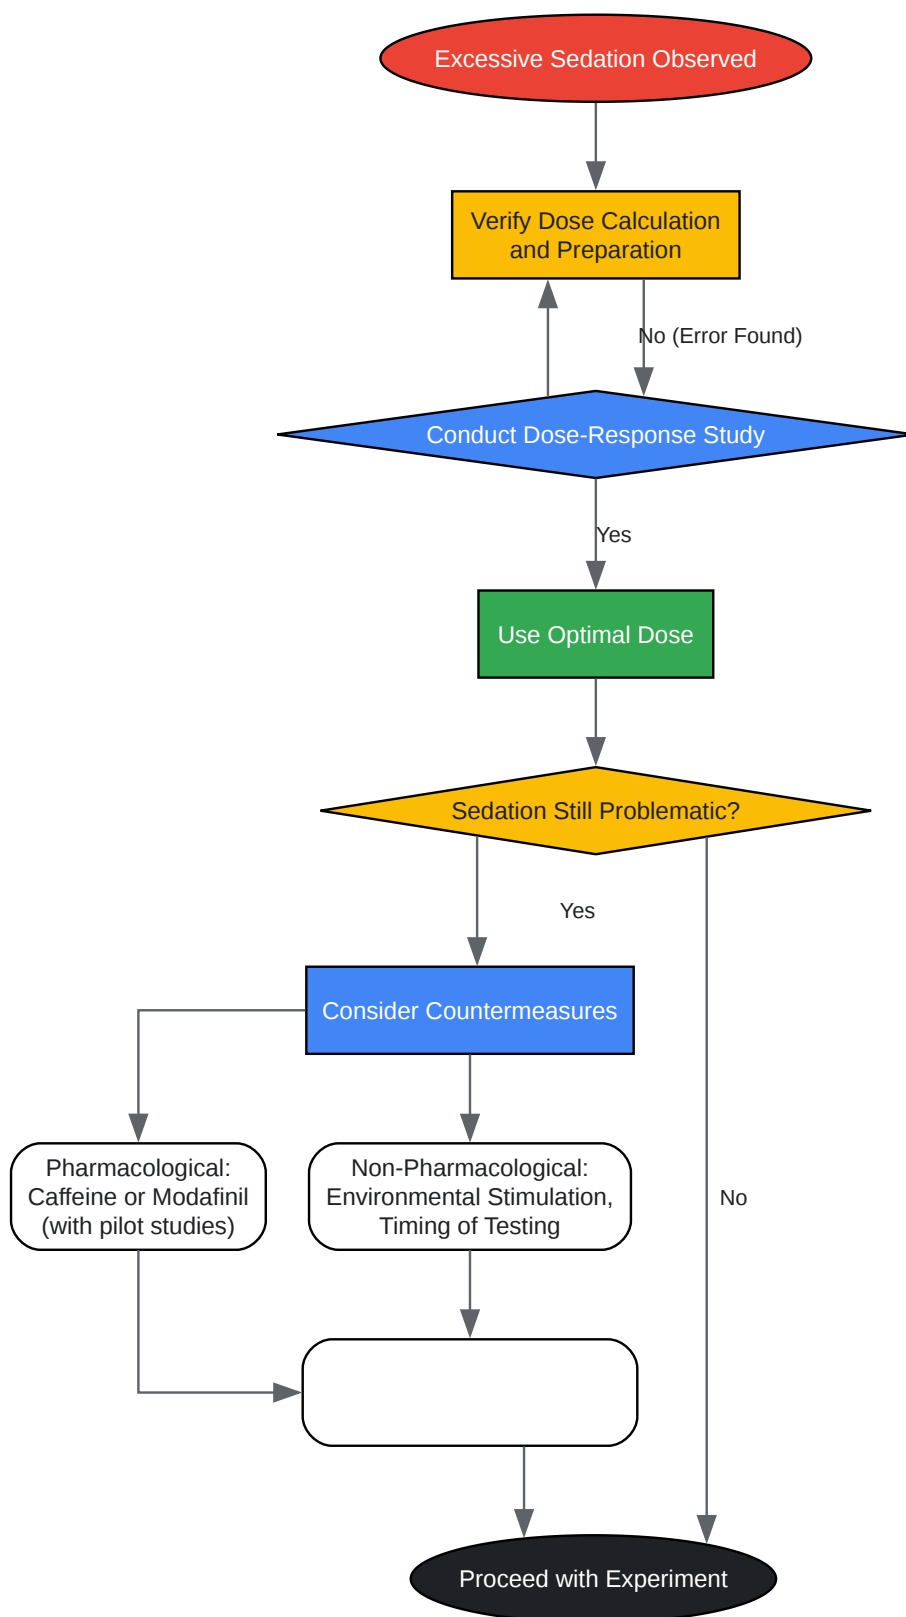 Excessive Sedation Observed
Verify Dose Calculation
and Preparation
No (Error Found)
Conduct Dose-Response Study
Yes
Use Optimal Dose
Sedation Still Problematic?
Yes
Consider Countermeasures
Pharmacological:
Caffeine or Modafinil
(with pilot studies)
Non-Pharmacological:
Environmental Stimulation,
Timing of Testing
No
Proceed with Experiment